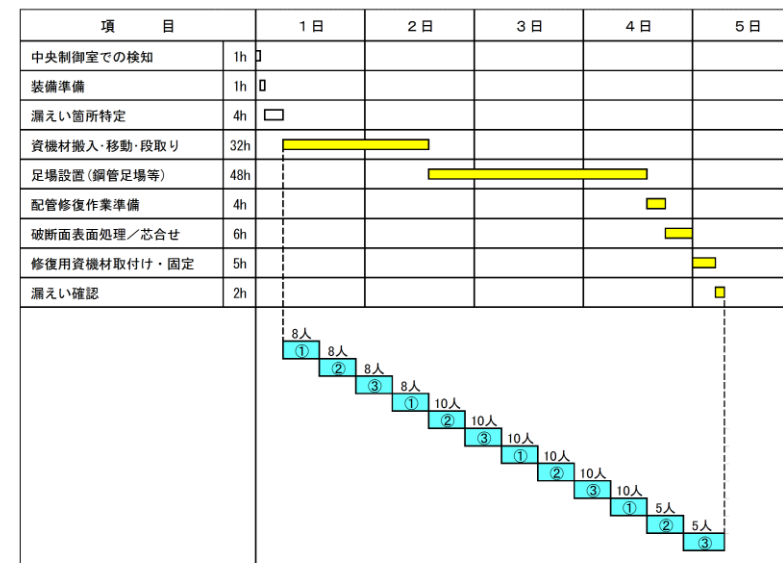 項　目 1日 2日 3日 4日 5日
中央制御室での検知 1h
装備準備 1h
漏えい箇所特定 4h
資機材搬入・移動・段取り 32h
足場設置(鋼管足場等) 48h
配管修復作業準備 4h
破断面表面処理／芯合せ 6h
修復用資機材取付け・固定 5h
漏えい確認 2h
8人
① 8人
② 8人
③ 8人
① 10人
② 10人
③ 10人
① 10人
② 10人
③ 10人
① 5人
② 5人
③